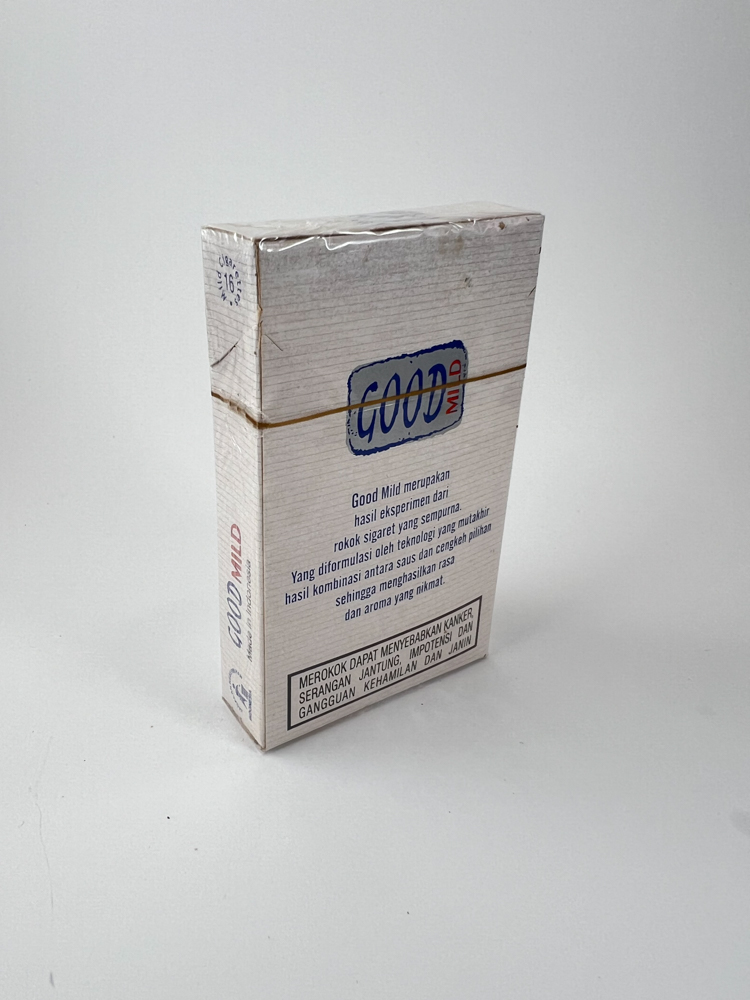 Mild Cigarettes
16
GOOD MILD
Made in Indonesia
GOOD MILD
Good Mild merupakan
hasil eksperimen dari
rokok sigaret yang sempurna.
Yang diformulasi oleh teknologi yang mutakhir
hasil kombinasi antara saus dan cengkeh pilihan
sehingga menghasilkan rasa
dan aroma yang nikmat.
MEROKOK DAPAT MENYEBABKAN KANKER,
SERANGAN JANTUNG, IMPOTENSI DAN
GANGGUAN KEHAMILAN DAN JANIN